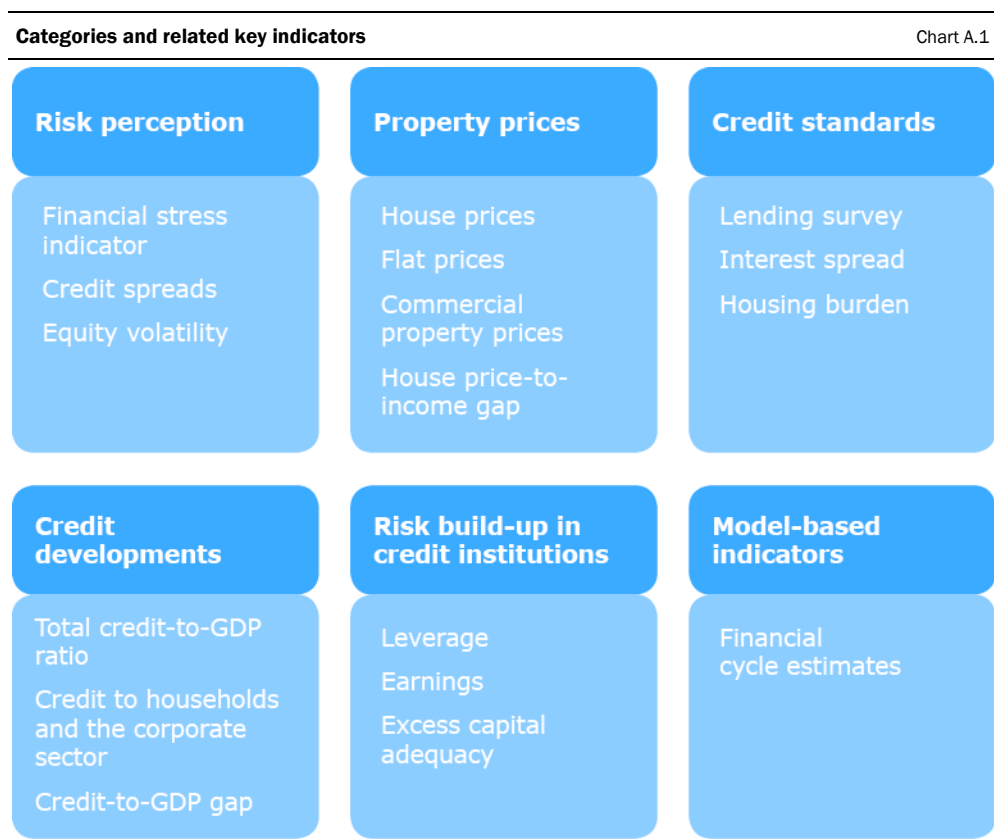 Categories and related key indicators
Chart A.1
Risk perception
Financial stress
indicator
Credit spreads
Equity volatility
Property prices
House prices
Flat prices
Commercial
property prices
House price-to-
income gap
Credit standards
Lending survey
Interest spread
Housing burden
Credit
developments
Total credit-to-GDP
ratio
Credit to households
and the corporate
sector
Credit-to-GDP gap
Risk build-up in
credit institutions
Leverage
Earnings
Excess capital
adequacy
Model-based
indicators
Financial
cycle estimates